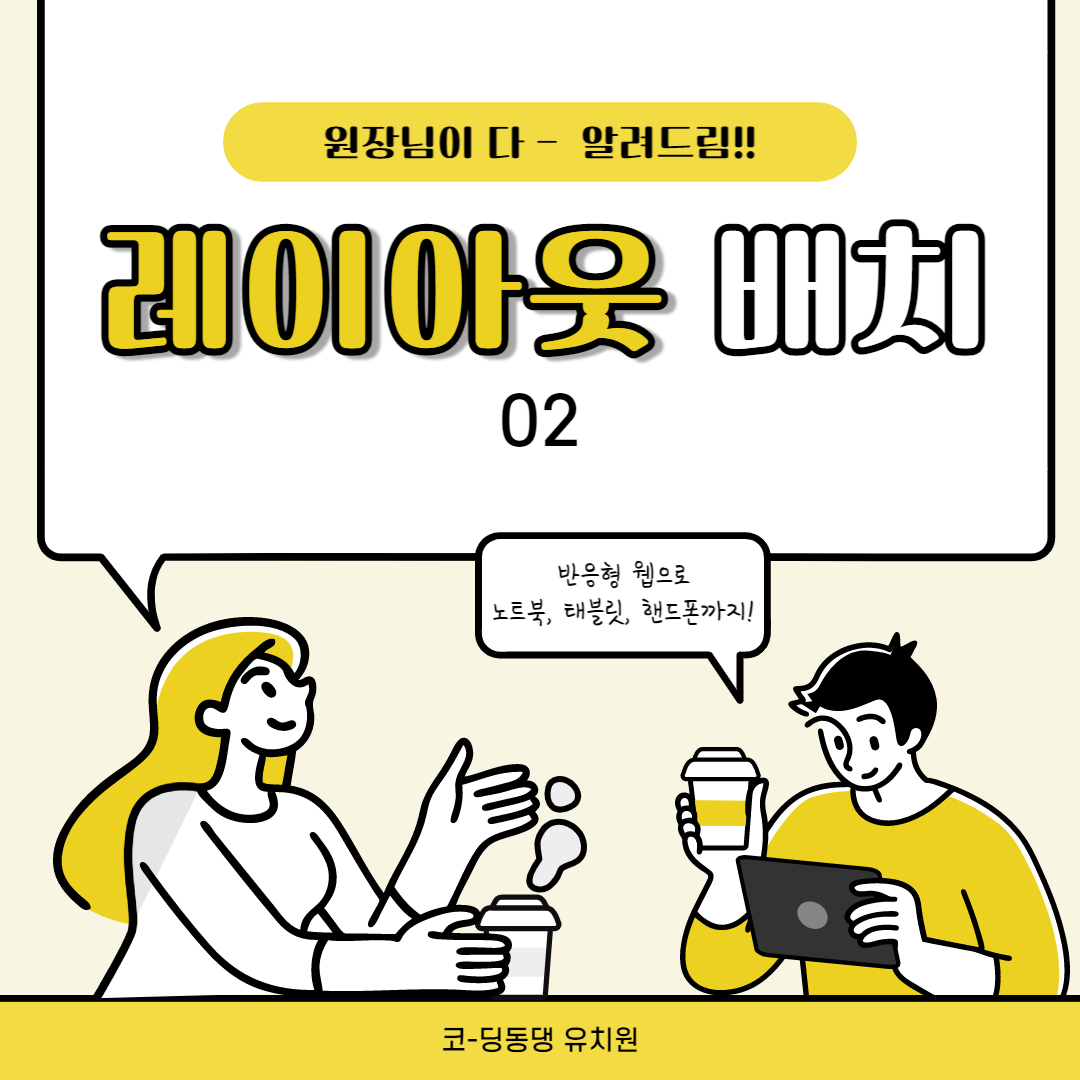 원장님이 다 - 알려드림!!
레이아웃 배치
02
반응형 웹으로
노트북, 태블릿, 핸드폰까지!
코-딩동댕 유치원